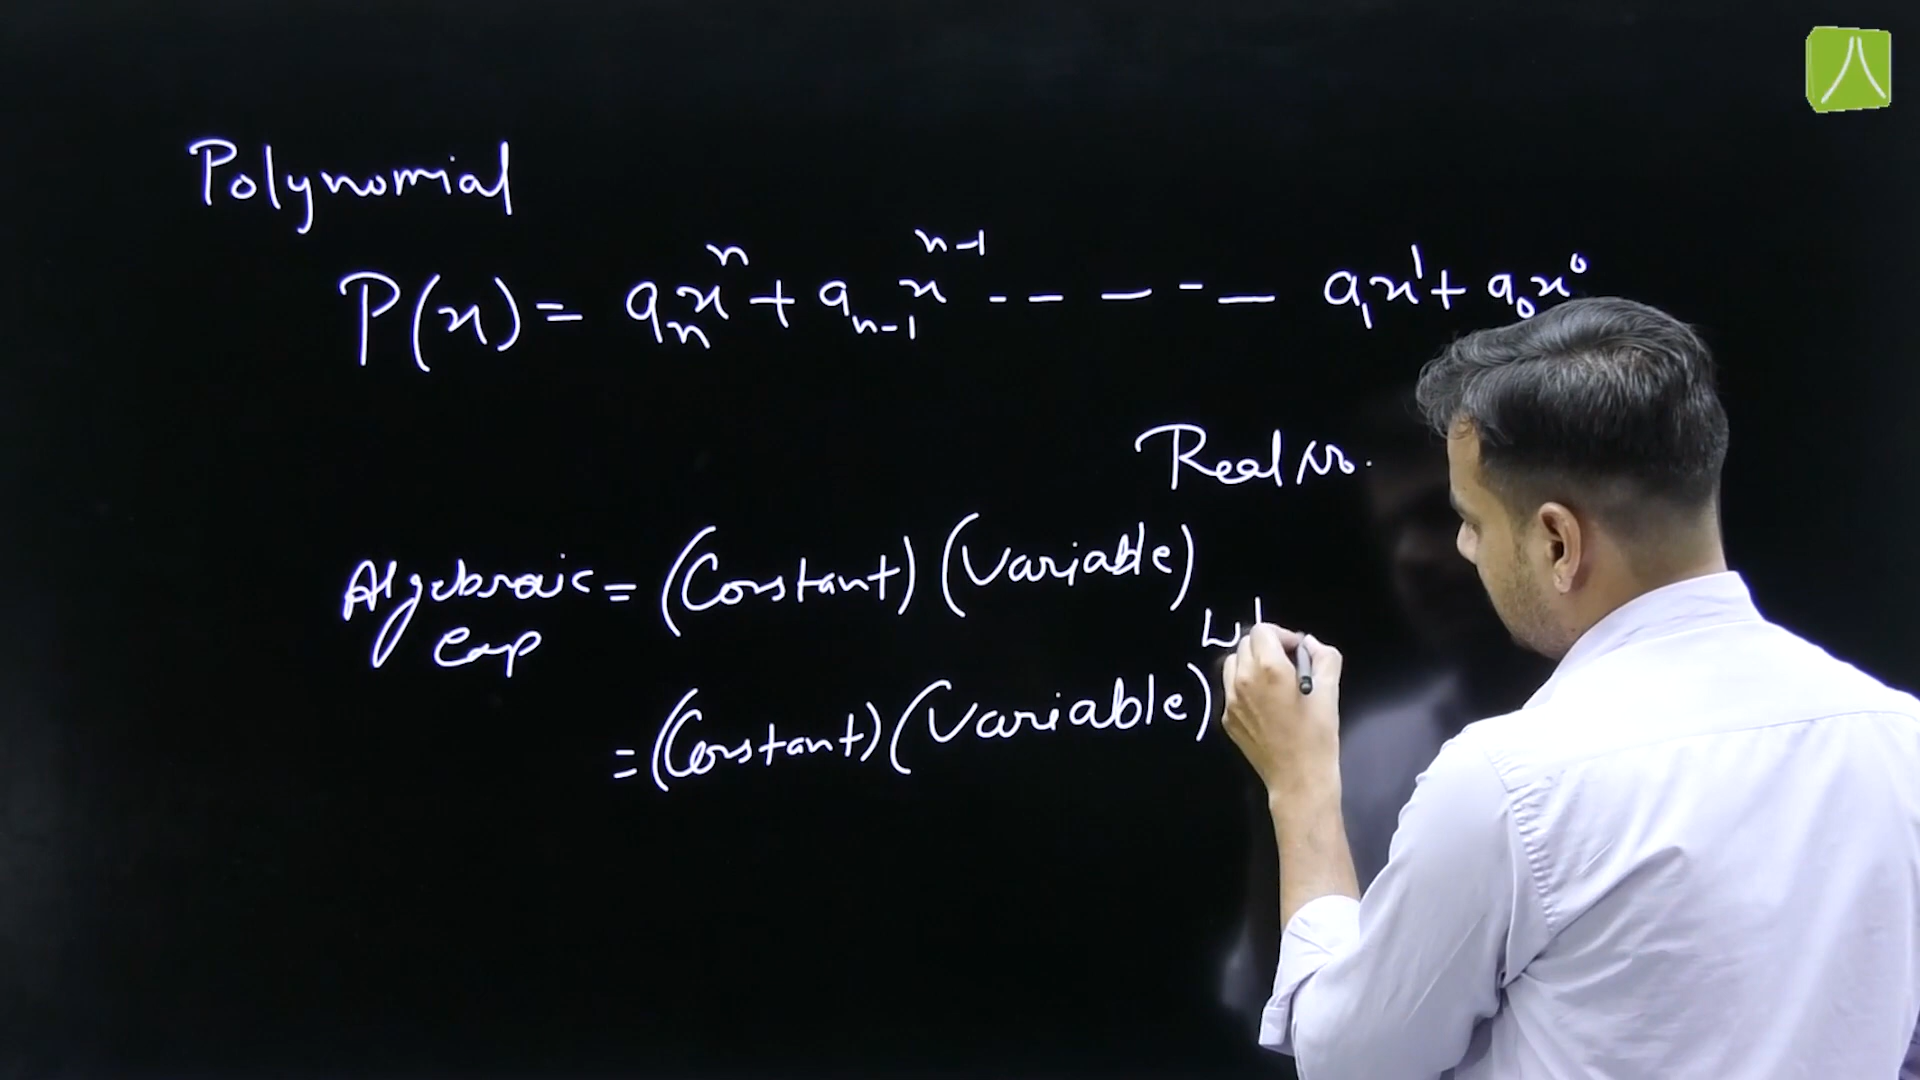 Polynomial
P(x) = aₙxⁿ + aₙ₋₁xⁿ⁻¹ - - - - - a₁x¹ + a₀x⁰
Real No.
Algebraic = (Constant) (Variable)
Exp
= (Constant) (Variable)